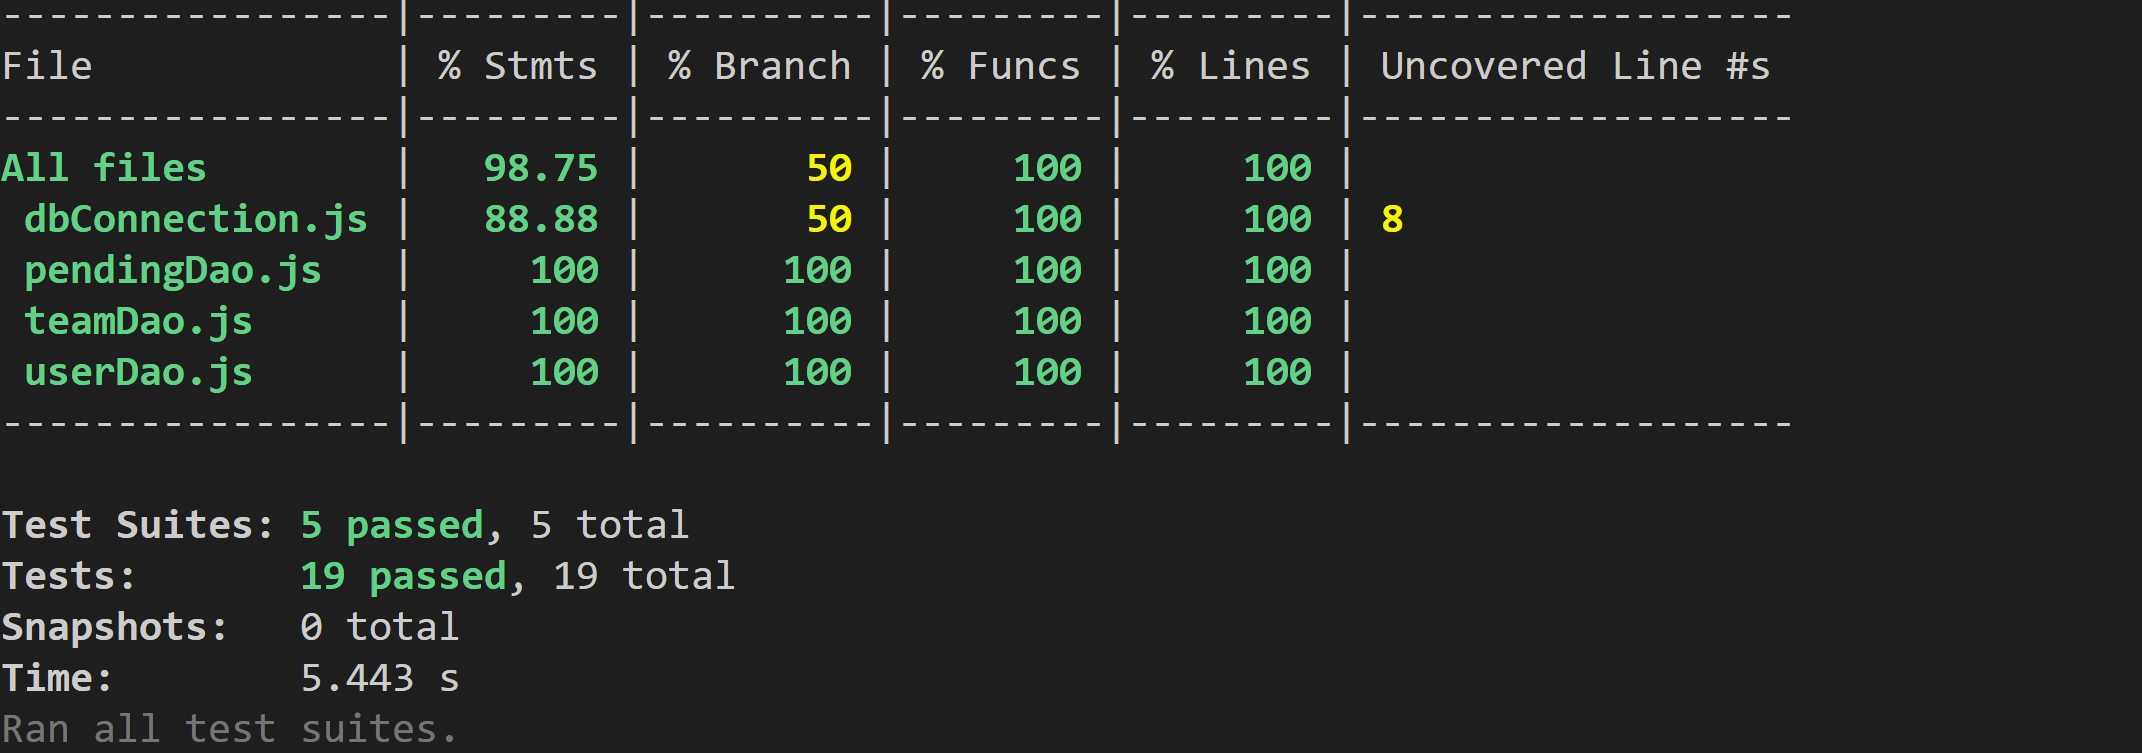 -----------------|---------|----------|---------|---------|-------------------
File             | % Stmts | % Branch | % Funcs | % Lines | Uncovered Line #s
-----------------|---------|----------|---------|---------|-------------------
All files        |   98.75 |       50 |     100 |     100 |
 dbConnection.js |   88.88 |       50 |     100 |     100 | 8
 pendingDao.js   |     100 |      100 |     100 |     100 |
 teamDao.js      |     100 |      100 |     100 |     100 |
 userDao.js      |     100 |      100 |     100 |     100 |
-----------------|---------|----------|---------|---------|-------------------
Test Suites: 5 passed, 5 total
Tests:       19 passed, 19 total
Snapshots:   0 total
Time:        5.443 s
Ran all test suites.